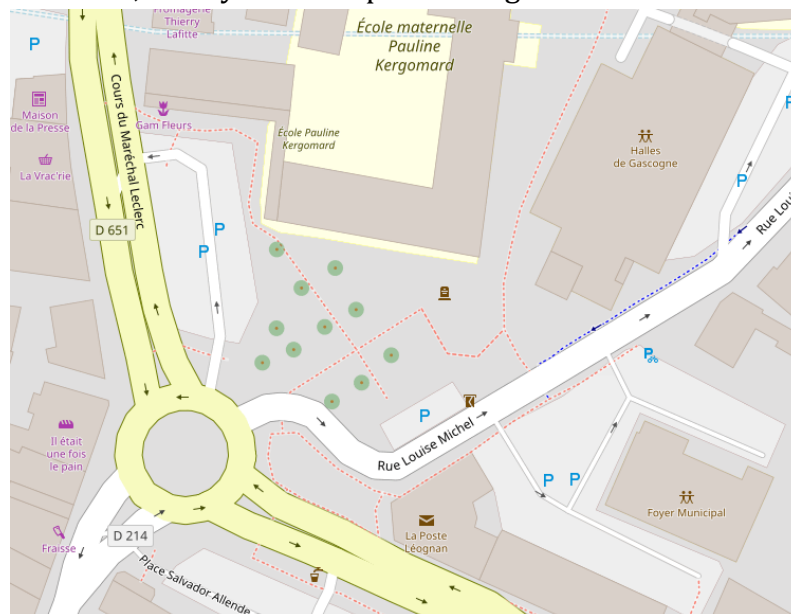 Fromagerie
Thierry
Lafitte
École maternelle
Pauline
Kergomard
P
Maison
de la Presse
Cours du Maréchal Leclerc
Gam Fleurs
École Pauline
Kergomard
Halles
de Gascogne
P
La Vrac'rie
P
D 651
P
P
Rue Loui
P
P
Rue Louise Michel
Il était
une fois
le pain
P
P
Foyer Municipal
La Poste
Léognan
D 214
Fraisse
Place Salvador Allende